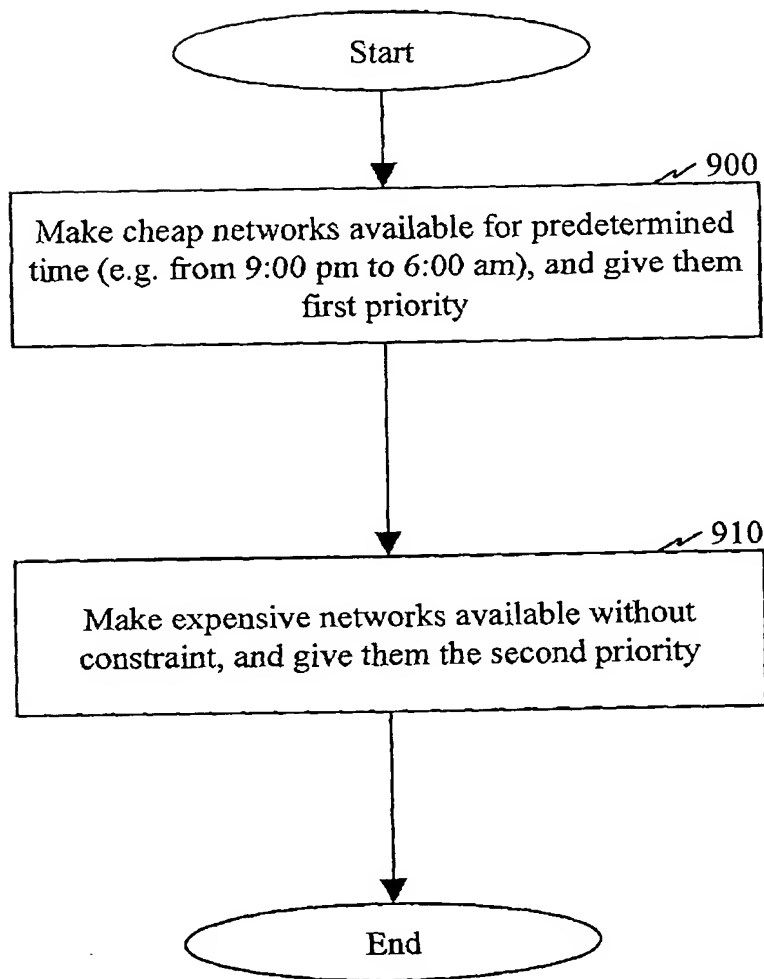 Start
900
Make cheap networks available for predetermined
time (e.g. from 9:00 pm to 6:00 am), and give them
first priority
910
Make expensive networks available without
constraint, and give them the second priority
End